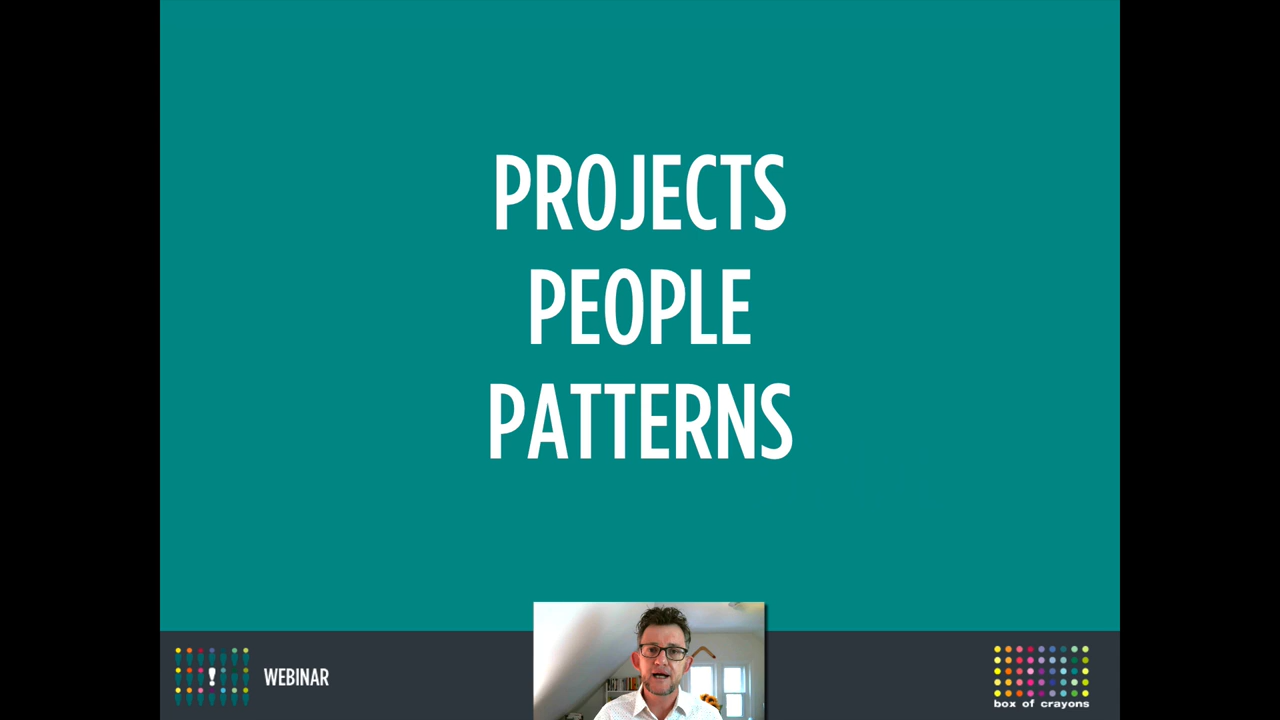 PROJECTS
PEOPLE
PATTERNS
! WEBINAR
box of crayons